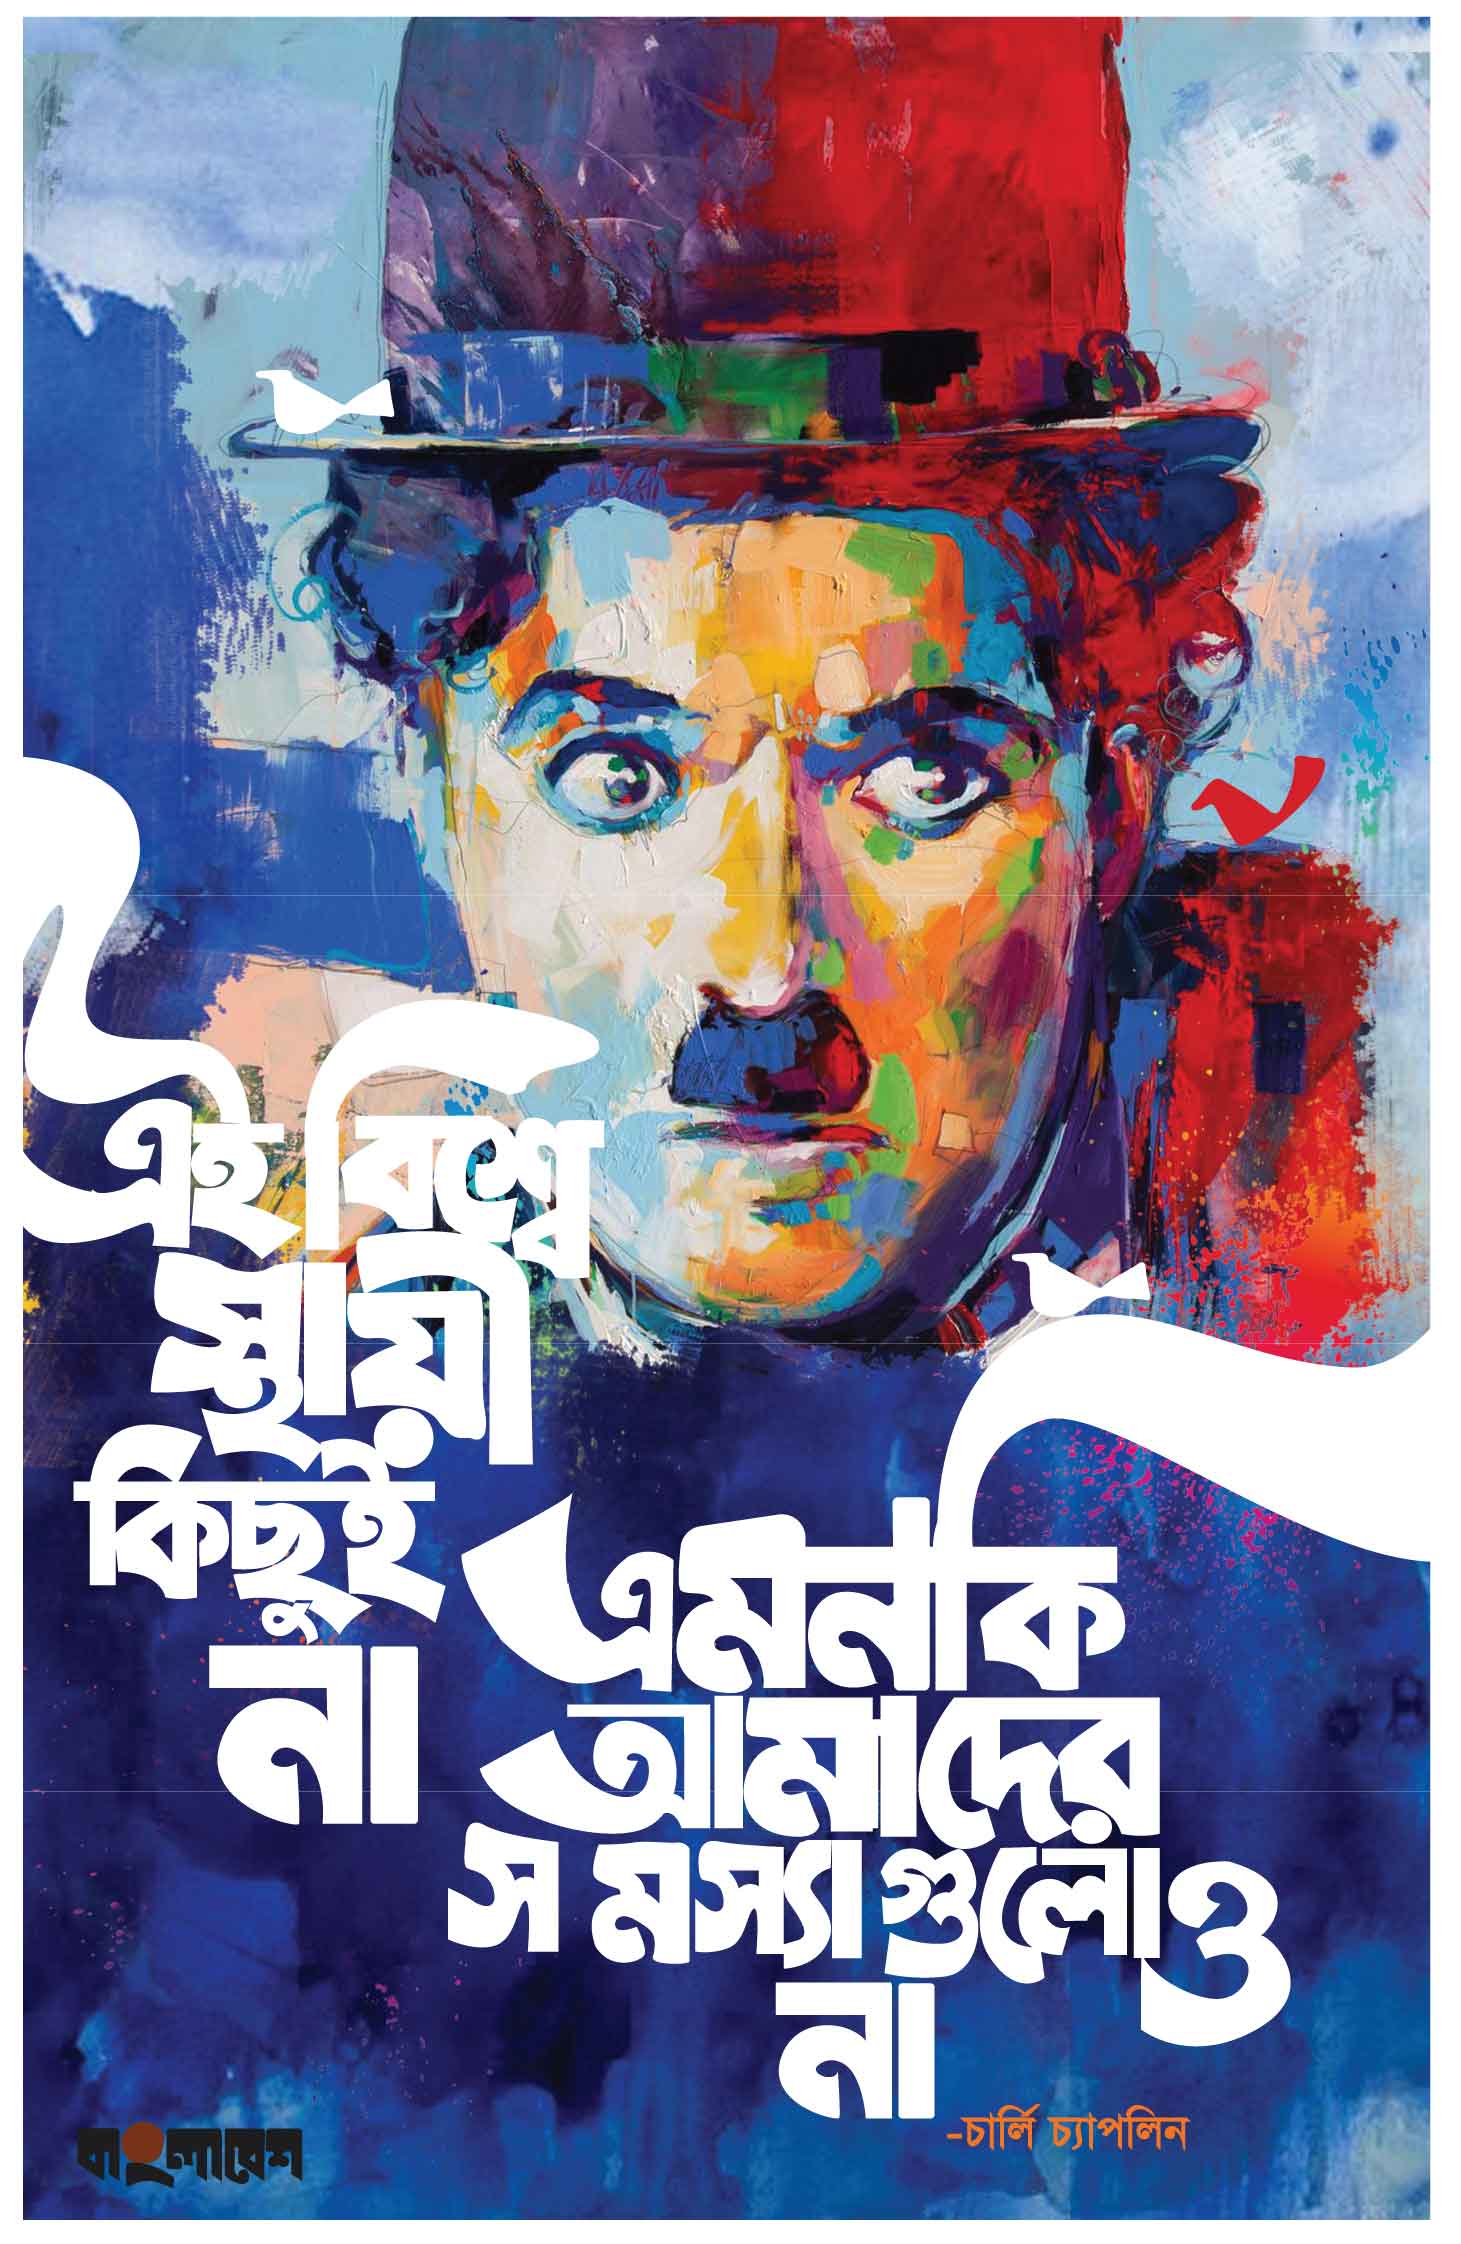 এই বিশ্বে
স্থায়ী
কিছুই
না
এমনকি
আমাদের
সমস্যাগুলোও
না
-চার্লি চ্যাপলিন
বাংলাবেশ